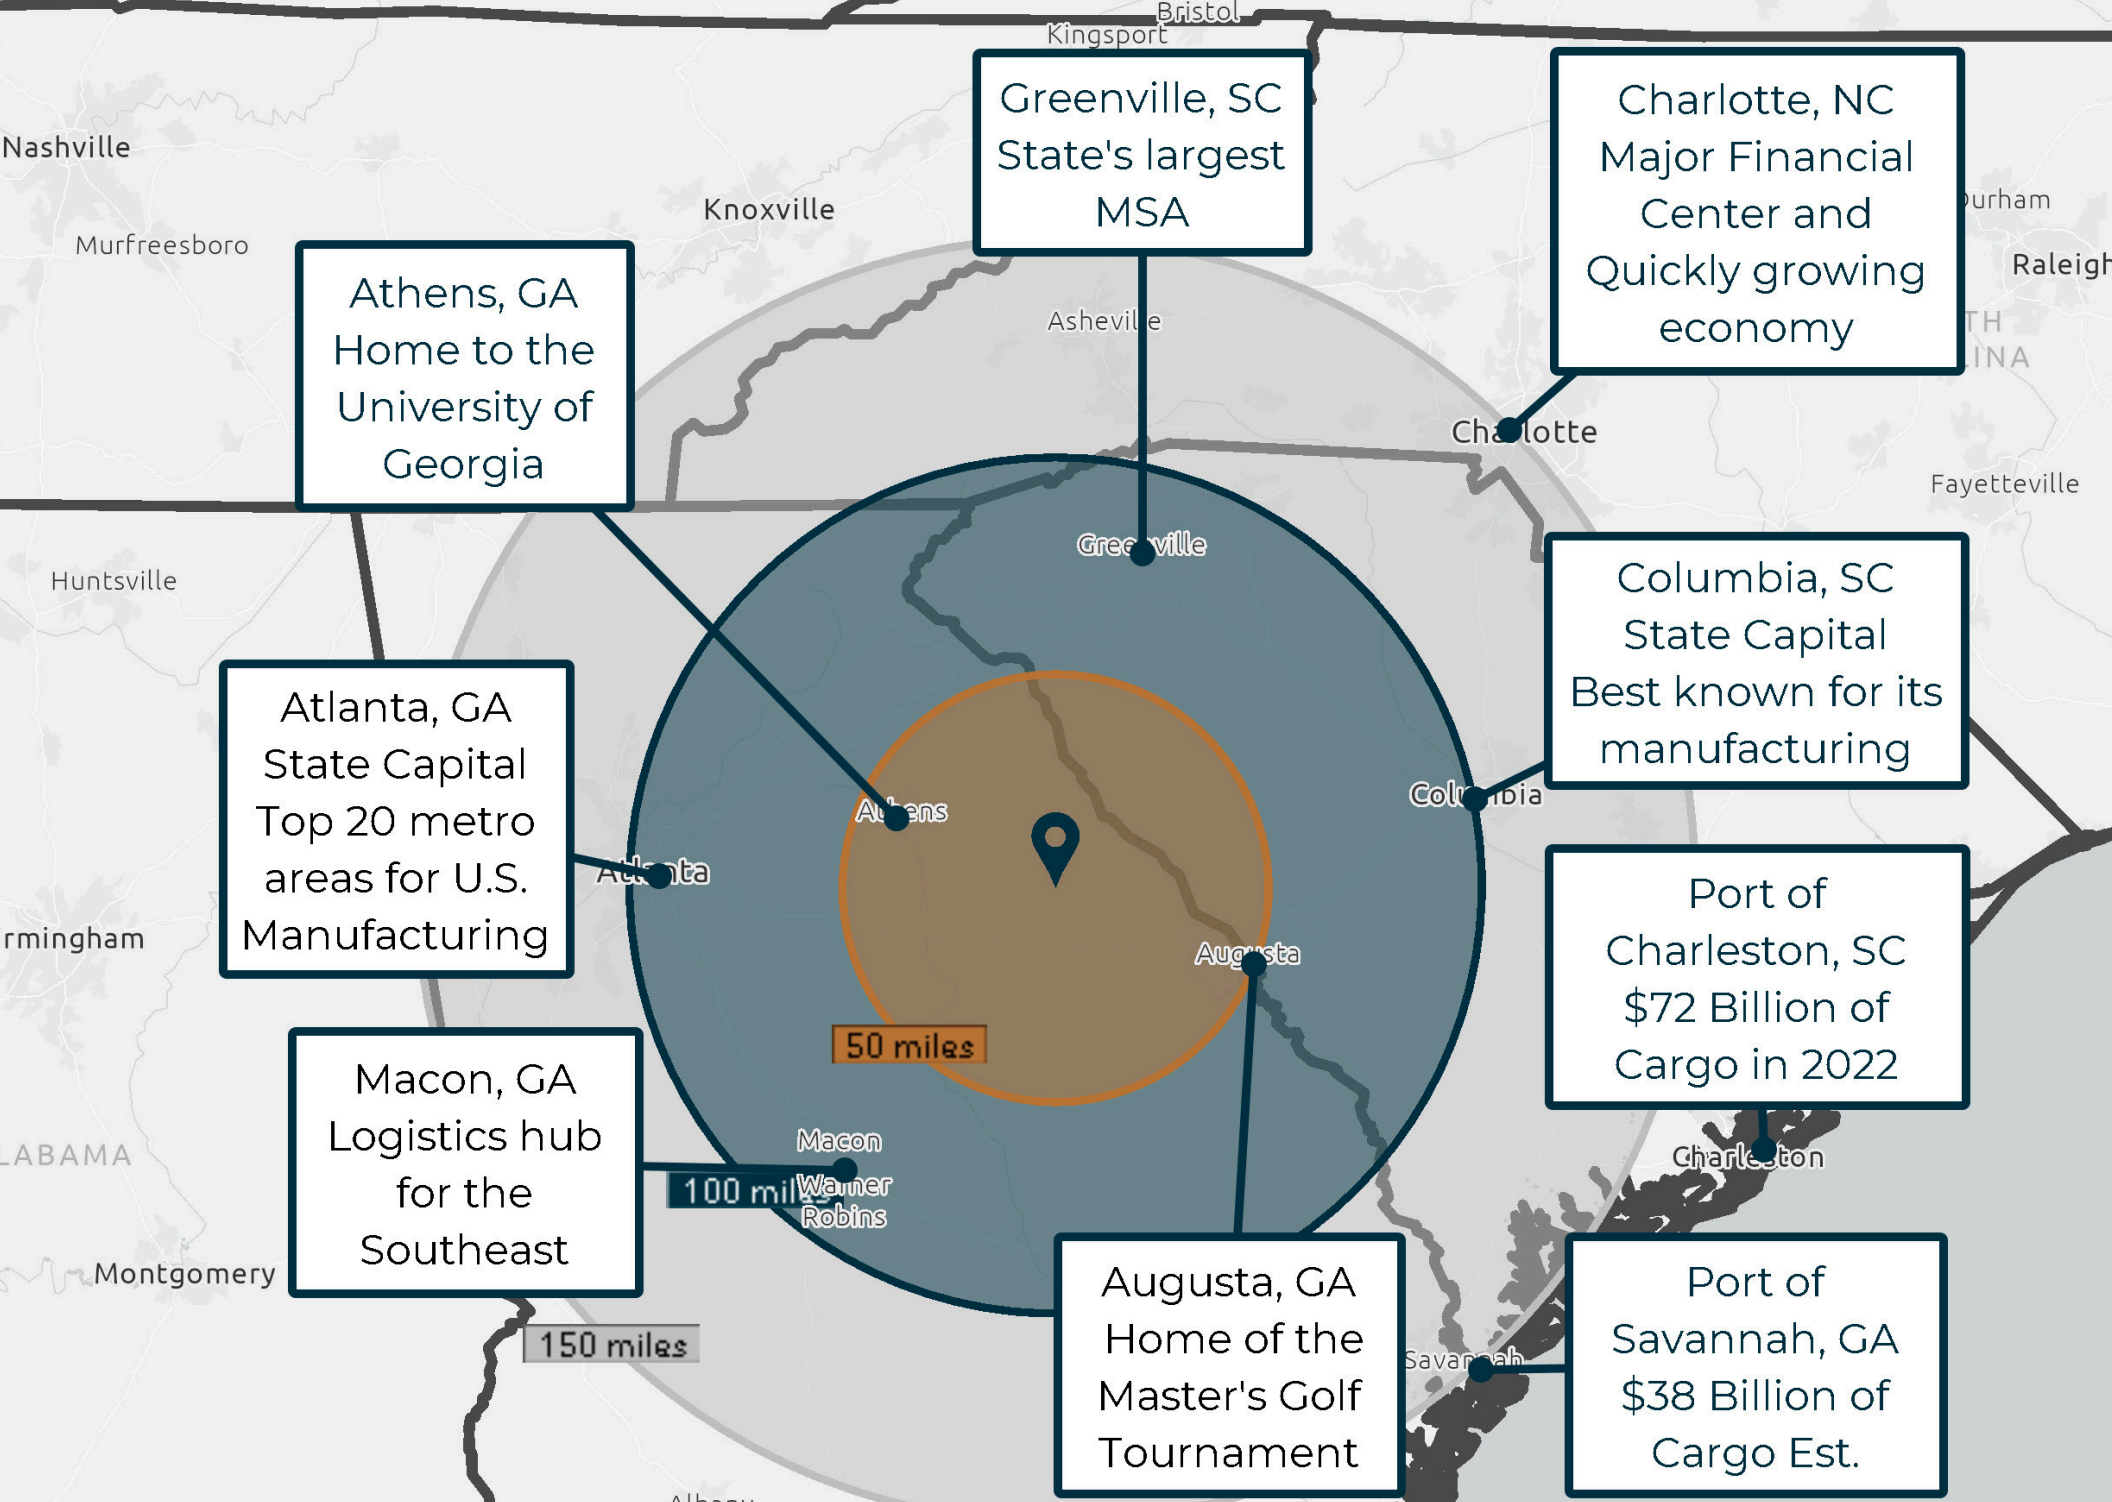 Bristol
Kingsport
Greenville, SC
State's largest
MSA
Charlotte, NC
Major Financial
Center and
Quickly growing
economy
Nashville
Knoxville
Murfreesboro
Raleigh
Athens, GA
Home to the
University of
Georgia
Asheville
Charlotte
Fayetteville
Greenville
Huntsville
Columbia, SC
State Capital
Best known for its
manufacturing
Atlanta, GA
State Capital
Top 20 metro
areas for U.S.
Manufacturing
Athens
Columbia
Atlanta
Port of
Charleston, SC
$72 Billion of
Cargo in 2022
rmingham
Augusta
50 miles
Macon, GA
Logistics hub
for the
Southeast
LABAMA
Macon
Charleston
100 miles
Warner
Robins
Montgomery
Augusta, GA
Home of the
Master's Golf
Tournament
Port of
Savannah, GA
$38 Billion of
Cargo Est.
150 miles
Savannah